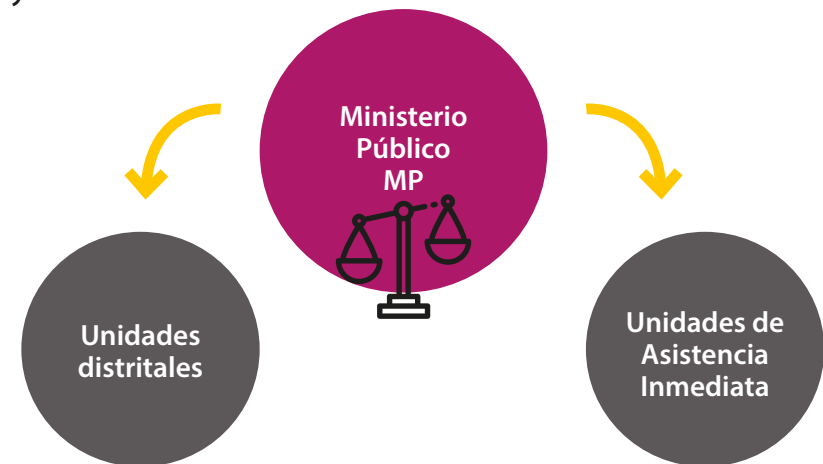 Ministerio
Público
MP
Unidades
distritales
Unidades de
Asistencia
Inmediata